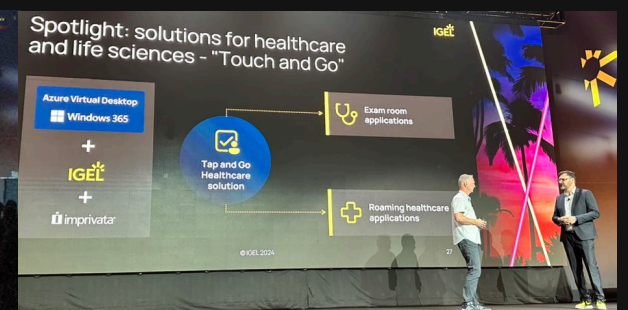 Spotlight: solutions for healthcare
and life sciences - "Touch and Go"
IGEL
Azure Virtual Desktop
Windows 365
+
IGEL
+
imprivata
Tap and Go
Healthcare
solution
Exam room
applications
Roaming healthcare
applications
© IGEL 2024
27